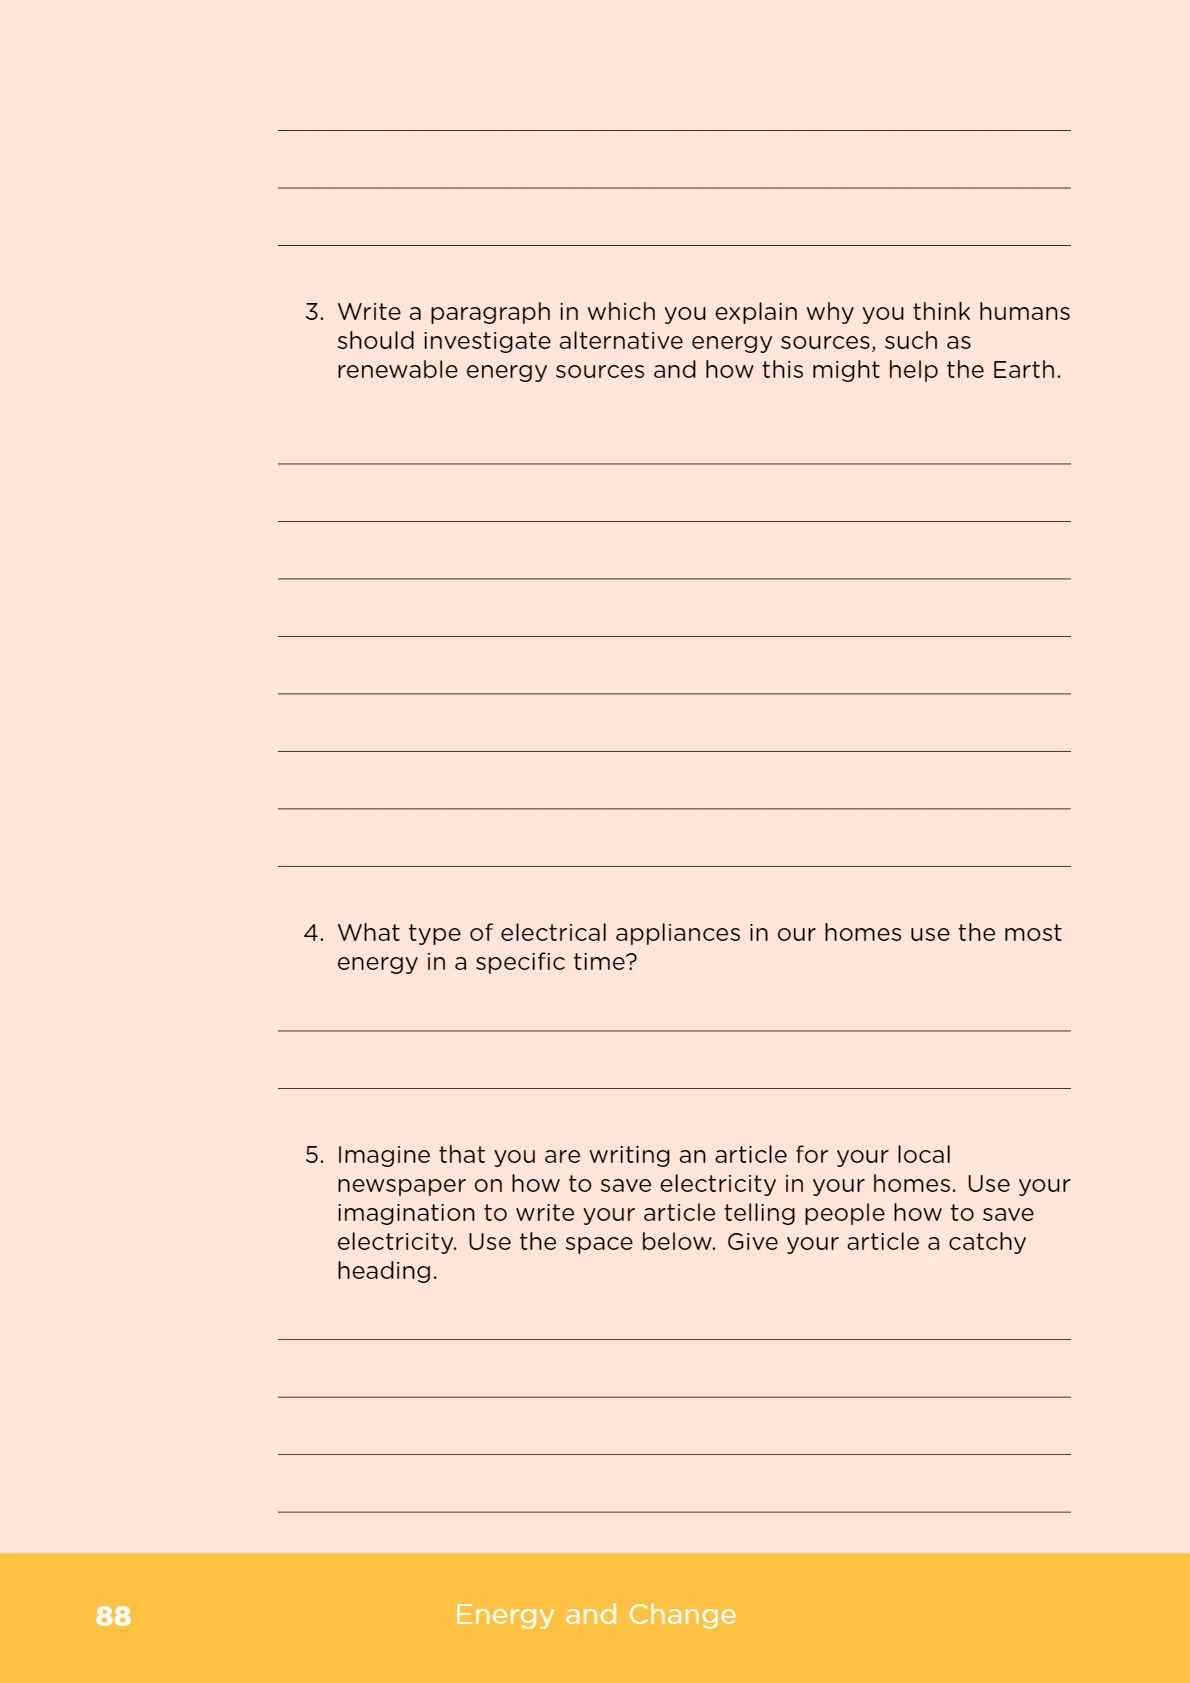 3. Write a paragraph in which you explain why you think humans
should investigate alternative energy sources, such as
renewable energy sources and how this might help the Earth.
4. What type of electrical appliances in our homes use the most
energy in a specific time?
5. Imagine that you are writing an article for your local
newspaper on how to save electricity in your homes. Use your
imagination to write your article telling people how to save
electricity. Use the space below. Give your article a catchy
heading.
88 Energy and Change